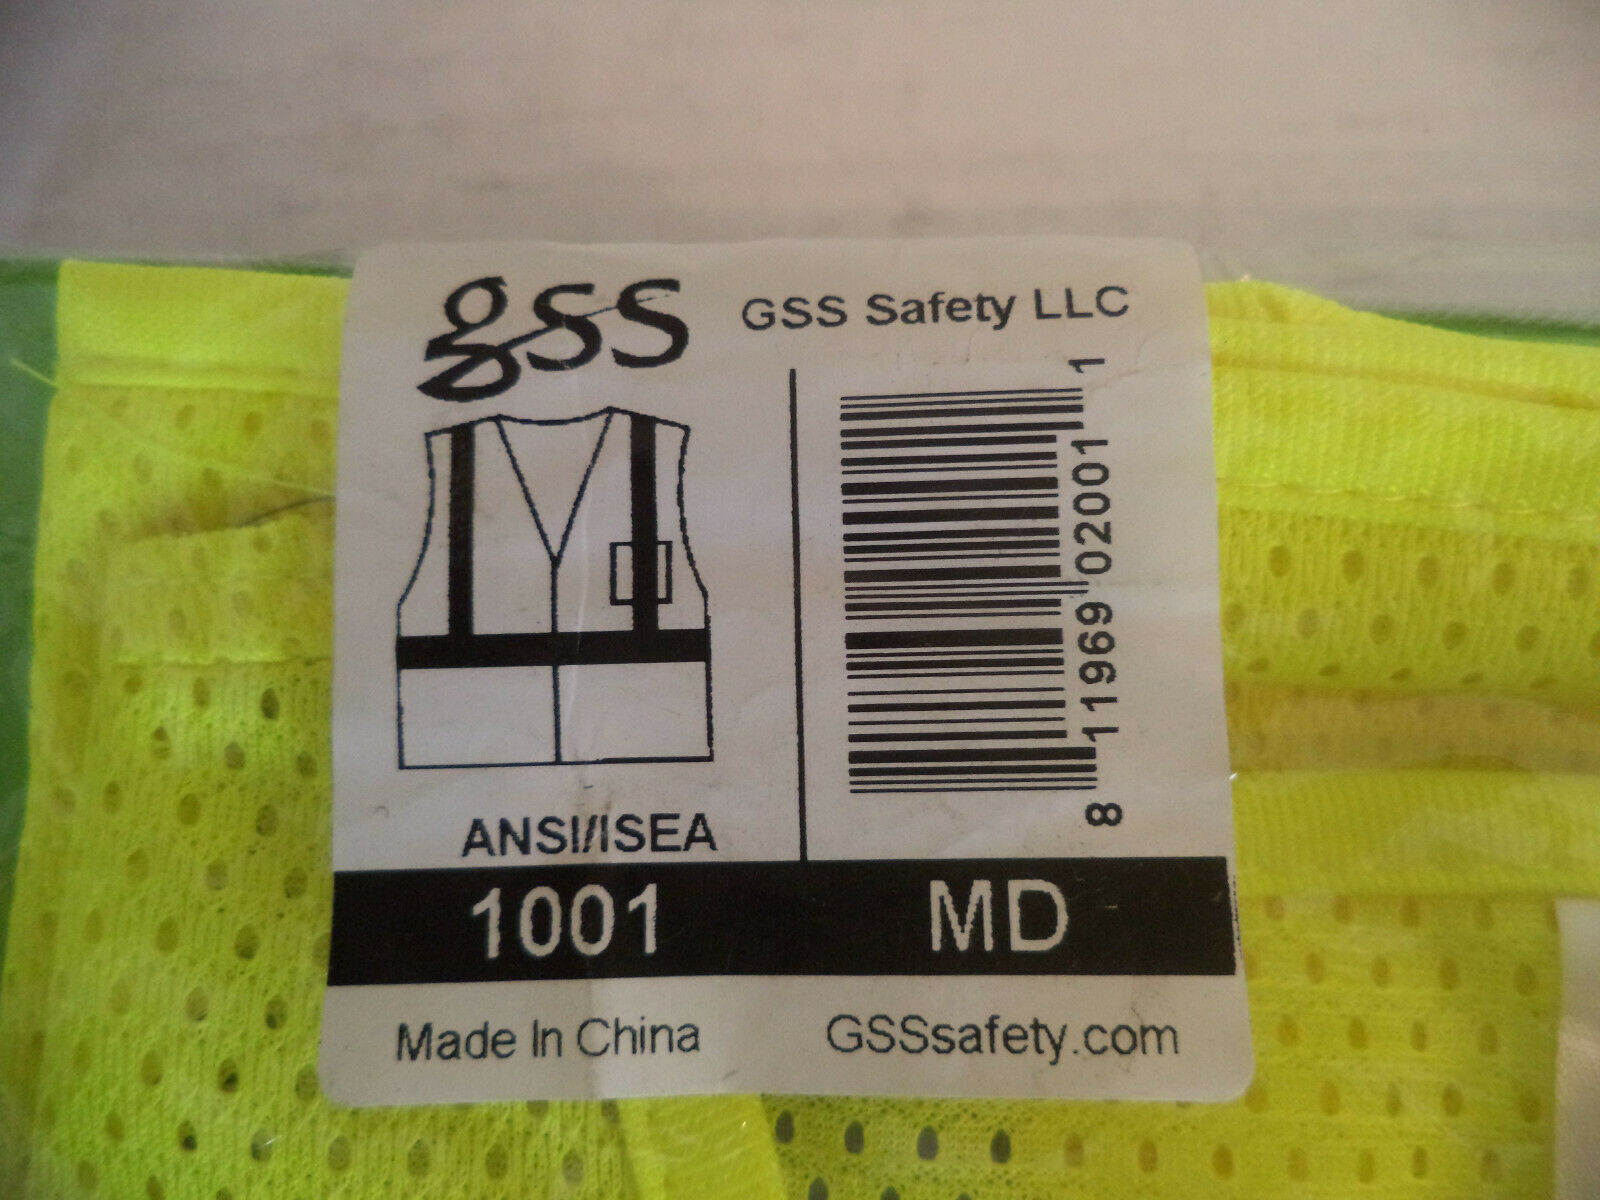 gss
GSS Safety LLC
8 11969 02001 1
ANSI/ISEA
1001 MD
Made In China
GSSsafety.com